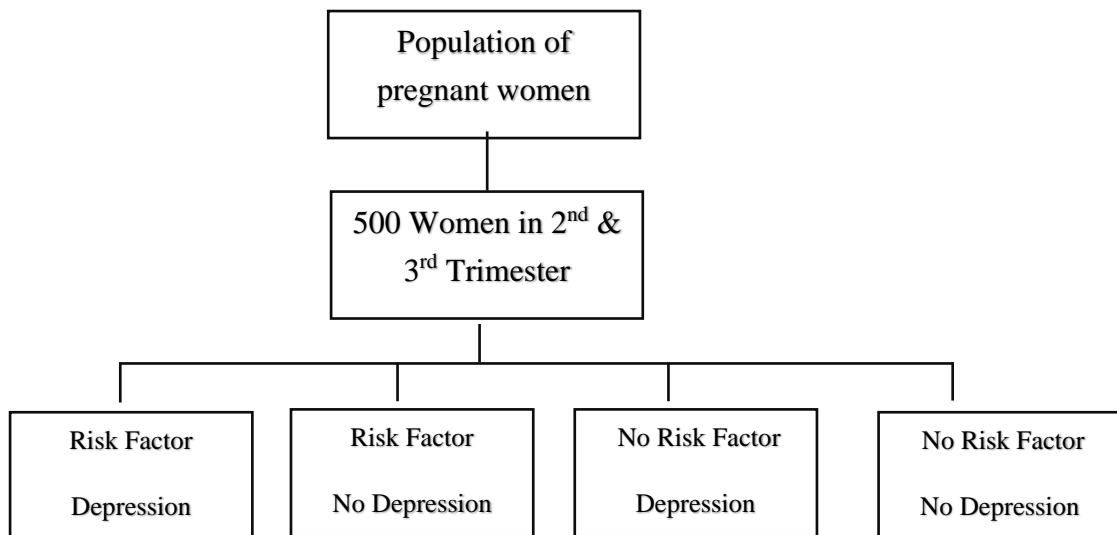 Population of
pregnant women
500 Women in 2nd &
3rd Trimester
Risk Factor
Depression
Risk Factor
No Depression
No Risk Factor
Depression
No Risk Factor
No Depression